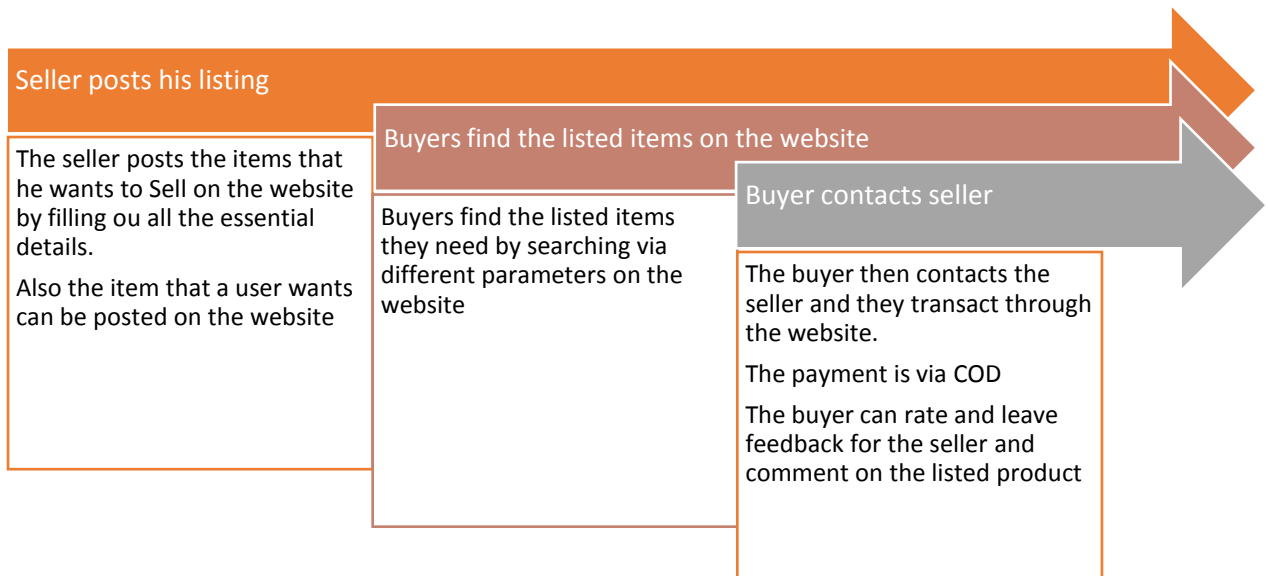 Seller posts his listing
The seller posts the items that
he wants to Sell on the website
by filling ou all the essential
details.
Also the item that a user wants
can be posted on the website
Buyers find the listed items on the website
Buyers find the listed items
they need by searching via
different parameters on the
website
Buyer contacts seller
The buyer then contacts the
seller and they transact through
the website.
The payment is via COD
The buyer can rate and leave
feedback for the seller and
comment on the listed product